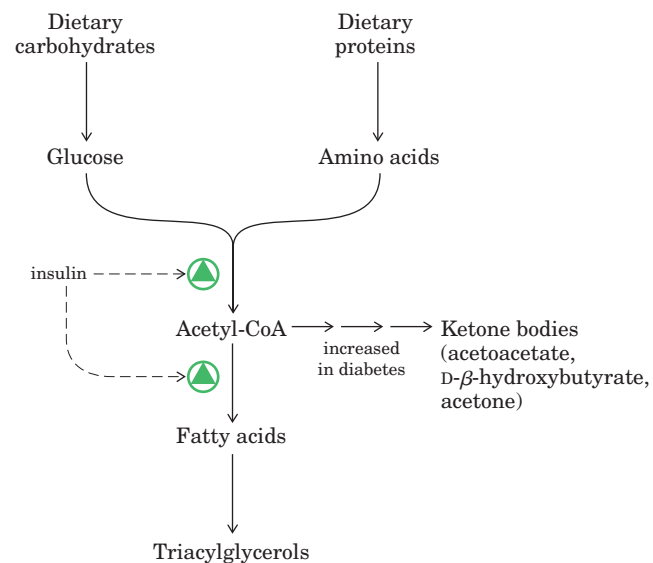 Dietary
carbohydrates
Dietary
proteins
Glucose
Amino acids
insulin
Acetyl-CoA
increased
in diabetes
Ketone bodies
(acetoacetate,
D-β-hydroxybutyrate,
acetone)
Fatty acids
Triacylglycerols